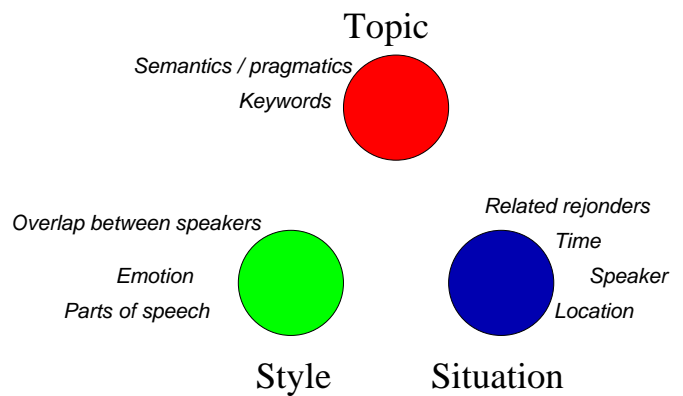 Topic
Semantics / pragmatics
Keywords
Related rejonders
Overlap between speakers
Time
Emotion
Speaker
Parts of speech
Location
Style
Situation